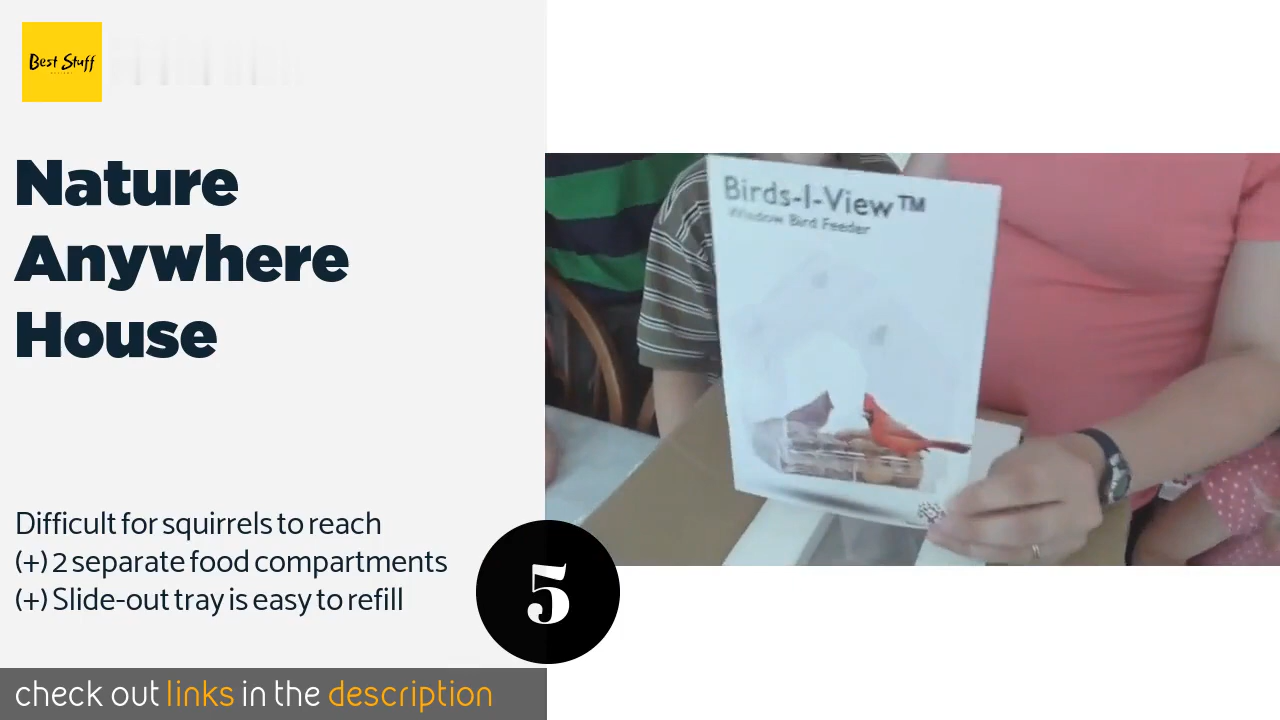 Best Stuff
Nature
Anywhere
House
Birds-I-View™
Window Bird Feeder
Difficult for squirrels to reach
(+) 2 separate food compartments
(+) Slide-out tray is easy to refill
5
check out links in the description